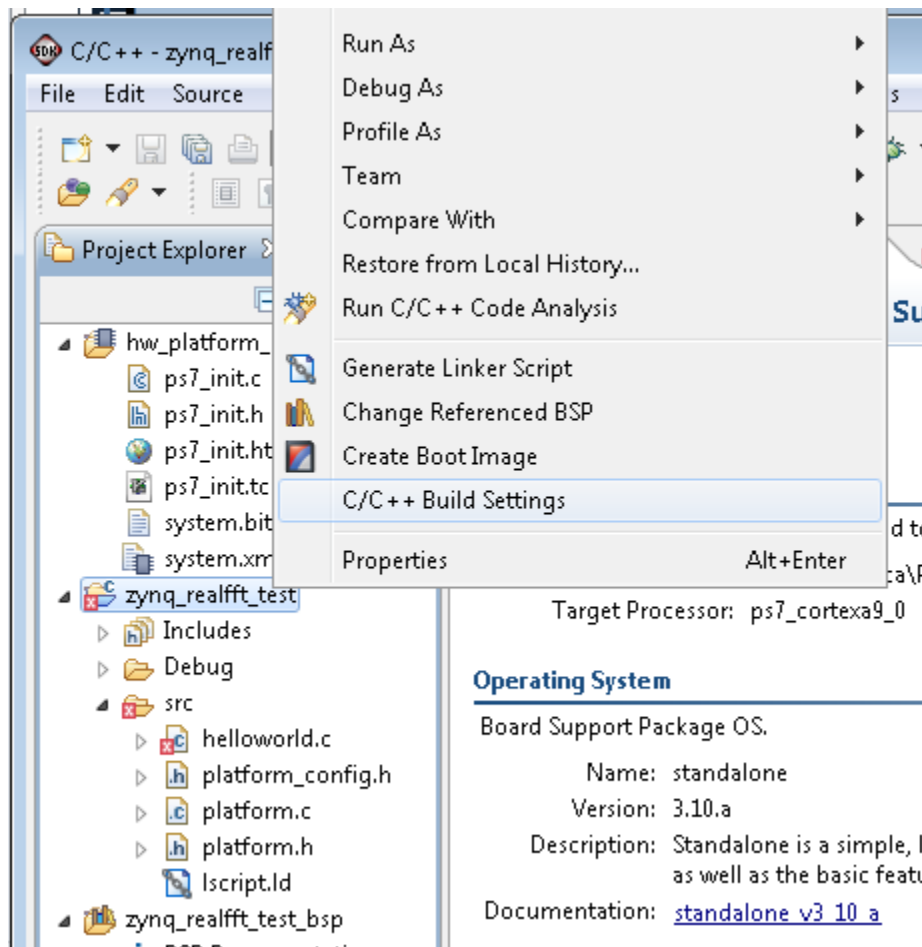 SDK C/C++ - zynq_realf
File Edit Source
s
Run As
Debug As
Profile As
Team
Compare With
Restore from Local History...
Run C/C++ Code Analysis
Generate Linker Script
Change Referenced BSP
Create Boot Image
C/C++ Build Settings
Properties Alt+Enter
Project Explorer
hw_platform_
ps7_init.c
ps7_init.h
ps7_init.ht
ps7_init.tc
system.bit
system.xm
zynq_realfft_test
Includes
Debug
src
helloworld.c
platform_config.h
platform.c
platform.h
lscript.ld
zynq_realfft_test_bsp
Su
d to
Target Processor: ps7_cortexa9_0
Operating System
Board Support Package OS.
Name: standalone
Version: 3.10.a
Description: Standalone is a simple, l
as well as the basic featu
Documentation: standalone_v3_10_a